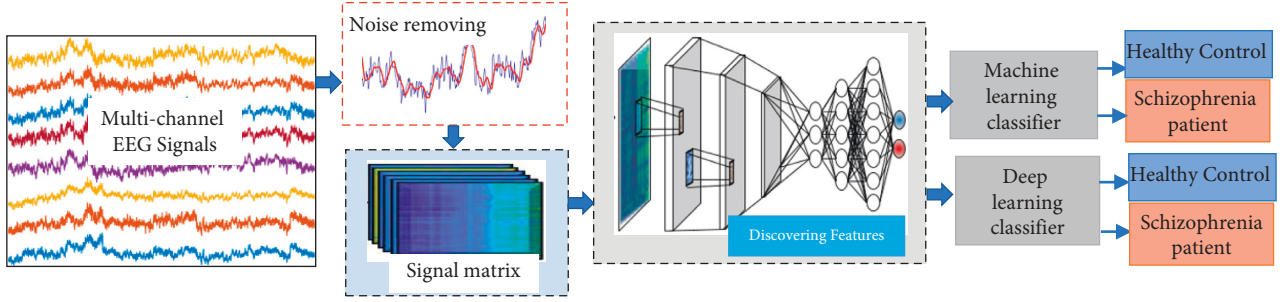 Multi-channel
EEG Signals
Noise removing
Signal matrix
Discovering Features
Machine
learning
classifier
Healthy Control
Schizophrenia
patient
Deep
learning
classifier
Healthy Control
Schizophrenia
patient